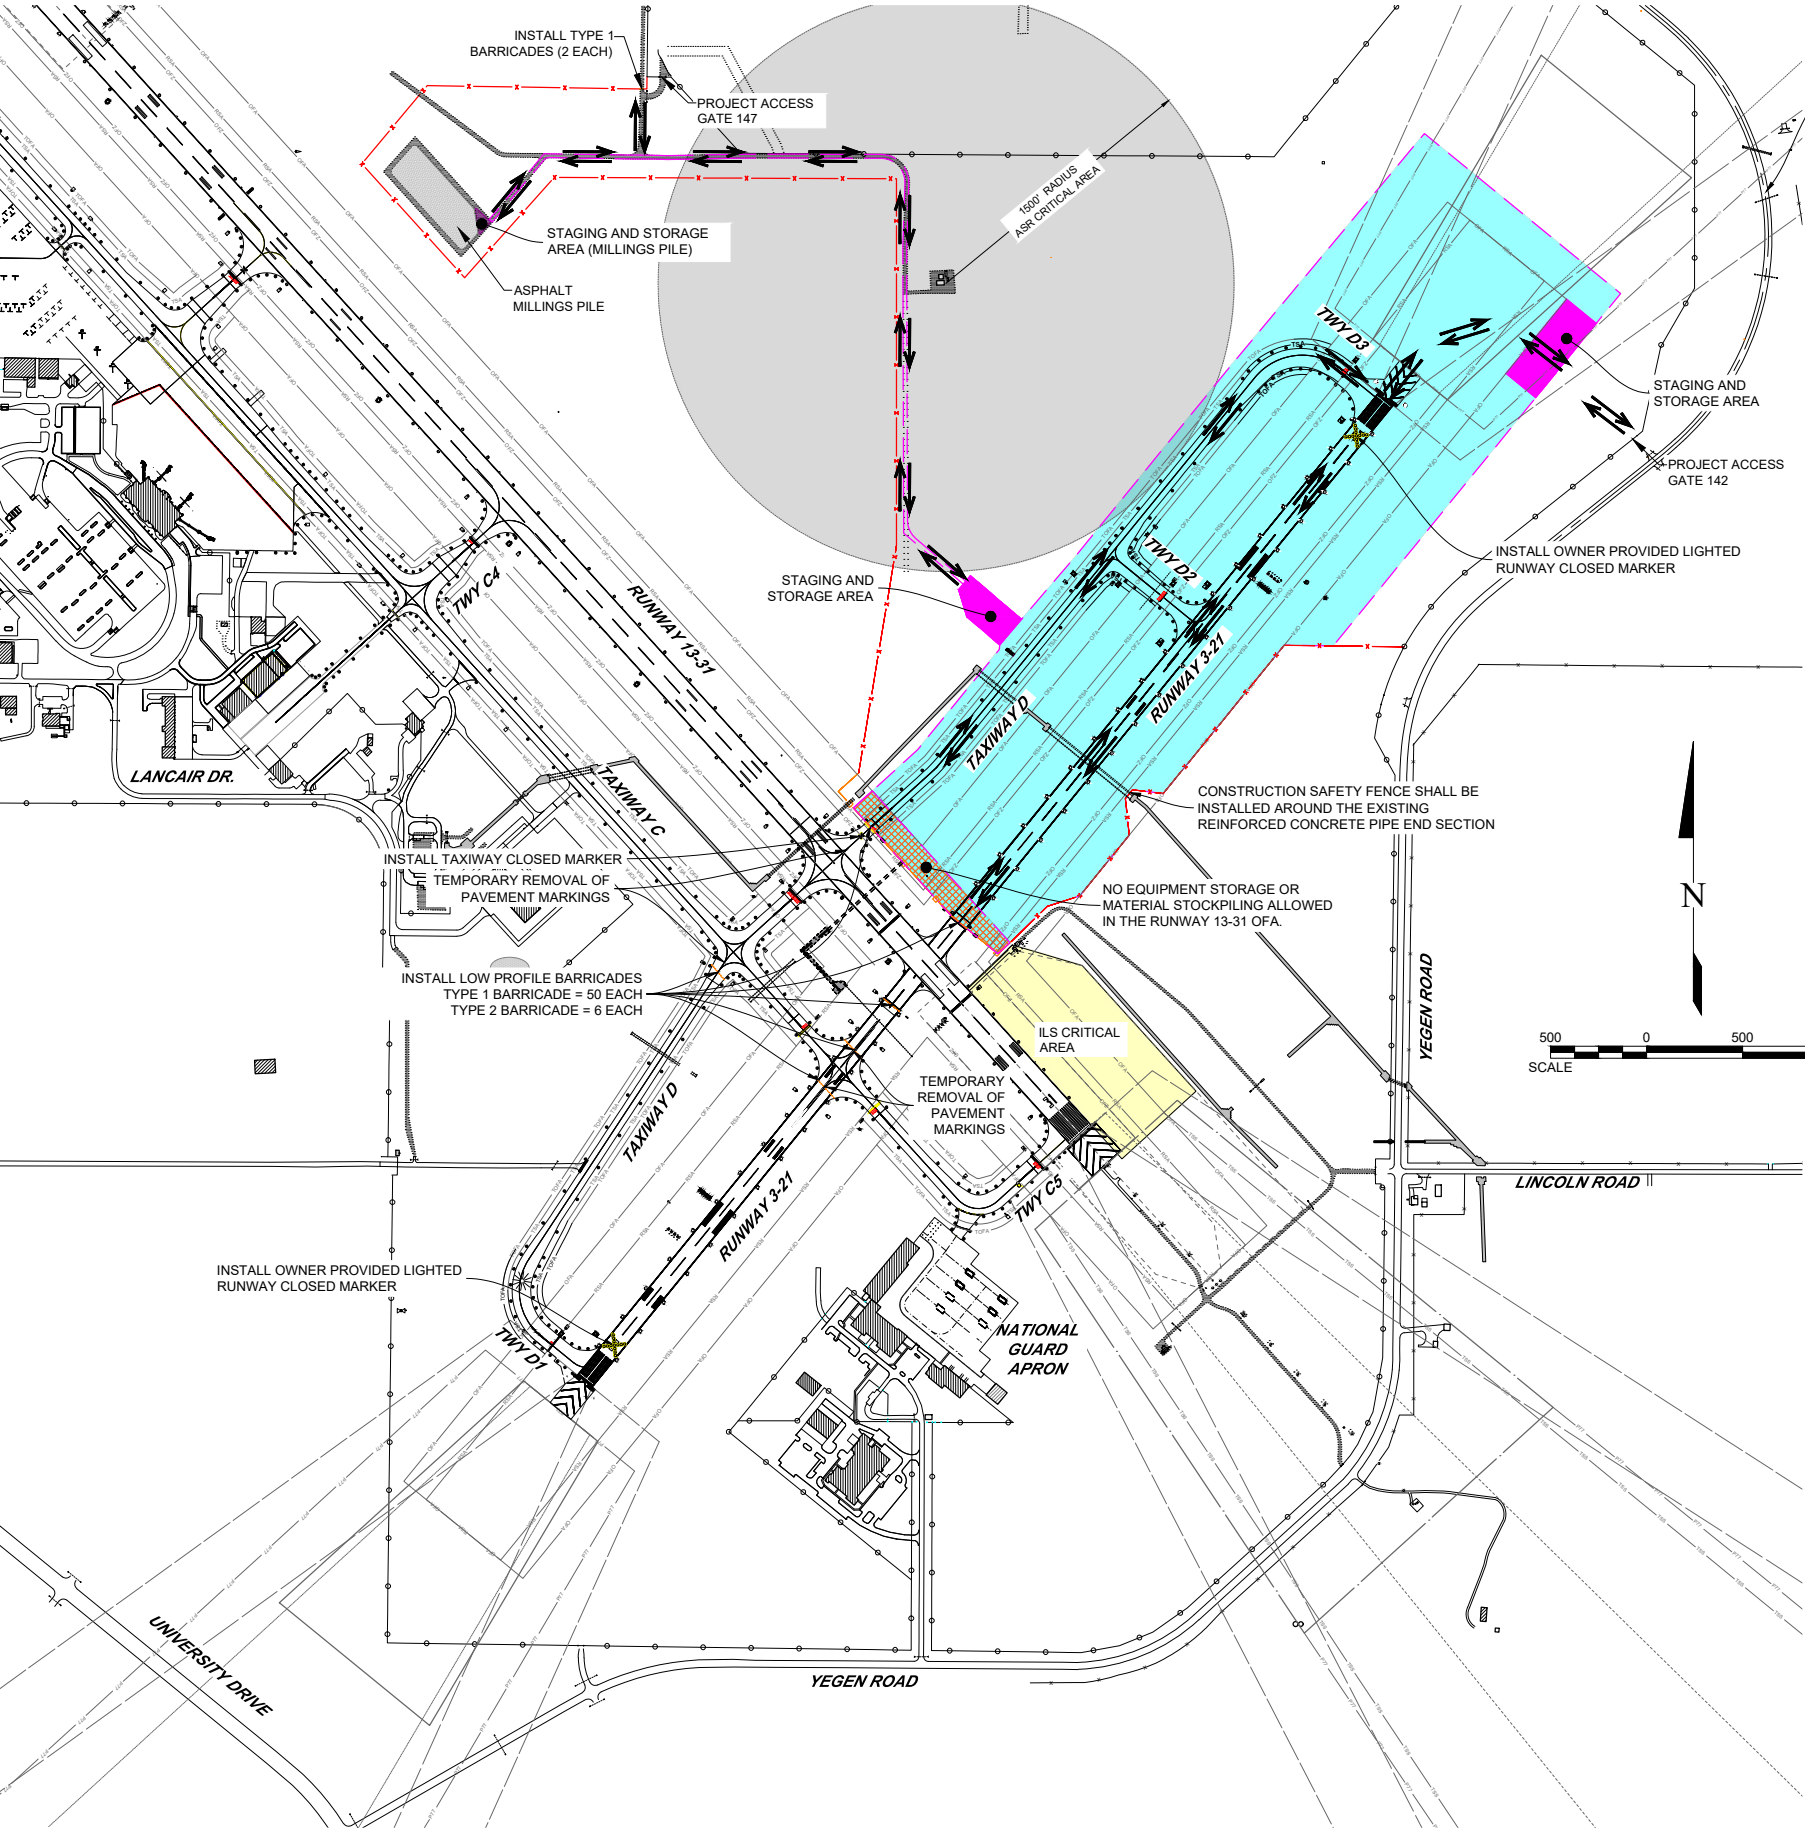 INSTALL TYPE 1
BARRICADES (2 EACH)
PROJECT ACCESS
GATE 147
1500' RADIUS
ASR CRITICAL AREA
STAGING AND STORAGE
AREA (MILLINGS PILE)
ASPHALT
MILLINGS PILE
TWY D3
STAGING AND
STORAGE AREA
PROJECT ACCESS
GATE 142
INSTALL OWNER PROVIDED LIGHTED
RUNWAY CLOSED MARKER
TWY D2
TWY C4
RUNWAY 13-31
STAGING AND
STORAGE AREA
RUNWAY 3-21
TAXIWAY D
LANCAIR DR.
TAXIWAY C
CONSTRUCTION SAFETY FENCE SHALL BE
INSTALLED AROUND THE EXISTING
REINFORCED CONCRETE PIPE END SECTION
INSTALL TAXIWAY CLOSED MARKER
TEMPORARY REMOVAL OF
PAVEMENT MARKINGS
NO EQUIPMENT STORAGE OR
MATERIAL STOCKPILING ALLOWED
IN THE RUNWAY 13-31 OFA.
N
INSTALL LOW PROFILE BARRICADES
TYPE 1 BARRICADE = 50 EACH
TYPE 2 BARRICADE = 6 EACH
ILS CRITICAL
AREA
YEGEN ROAD
500
0
500
SCALE
TEMPORARY
REMOVAL OF
PAVEMENT
MARKINGS
TAXIWAY D
RUNWAY 3-21
TWY C5
LINCOLN ROAD
INSTALL OWNER PROVIDED LIGHTED
RUNWAY CLOSED MARKER
TWY D1
NATIONAL
GUARD
APRON
UNIVERSITY DRIVE
YEGEN ROAD